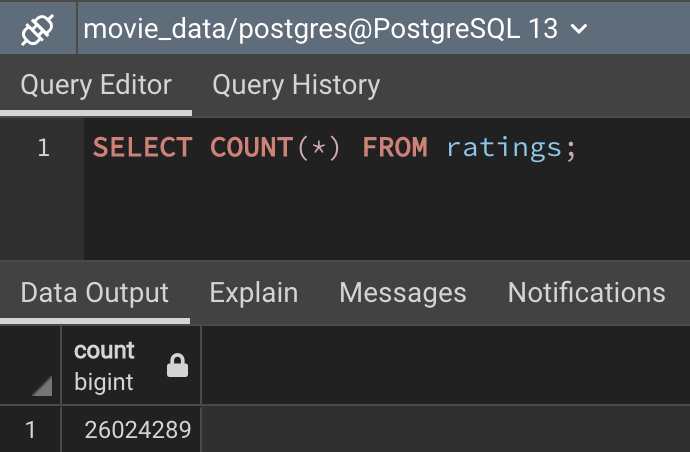 movie_data/postgres@PostgreSQL 13
Query Editor Query History
1 SELECT COUNT(*) FROM ratings;
Data Output Explain Messages Notifications
count
bigint
1 26024289